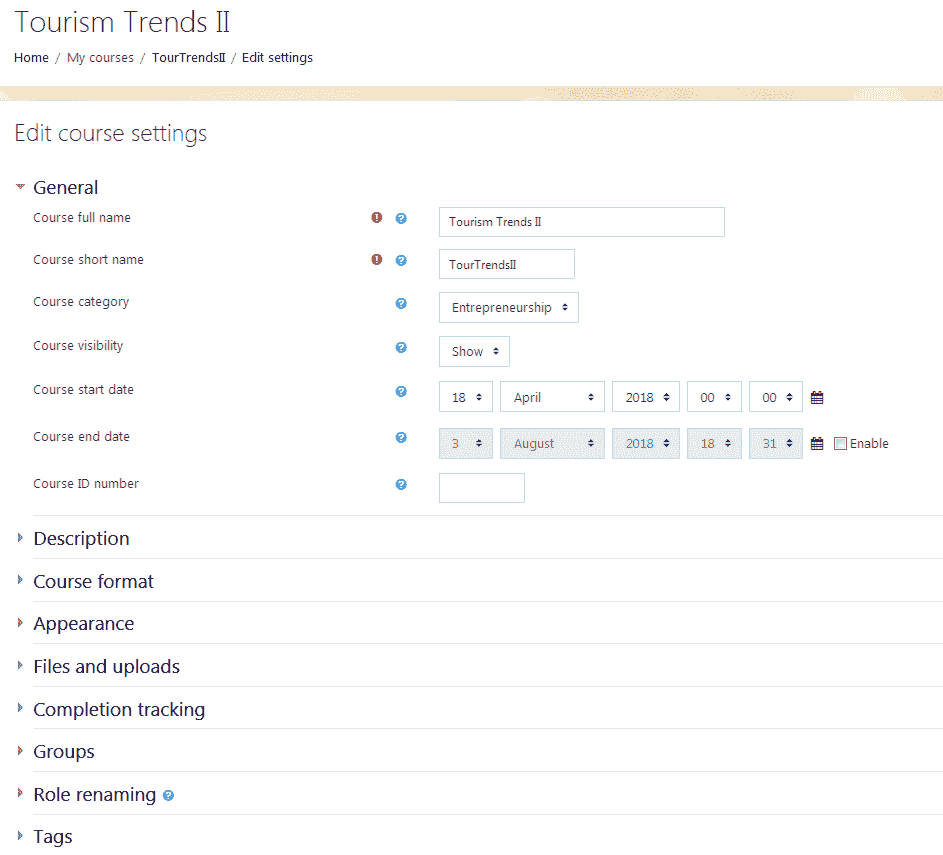 Tourism Trends II
Home / My courses / TourTrendsII / Edit settings
Edit course settings
General
Course full name ! ? Tourism Trends II
Course short name ! ? TourTrendsII
Course category ? Entrepreneurship
Course visibility ? Show
Course start date ? 18 April 2018 00 00
Course end date ? 3 August 2018 18 31 Enable
Course ID number ?
Description
Course format
Appearance
Files and uploads
Completion tracking
Groups
Role renaming ?
Tags